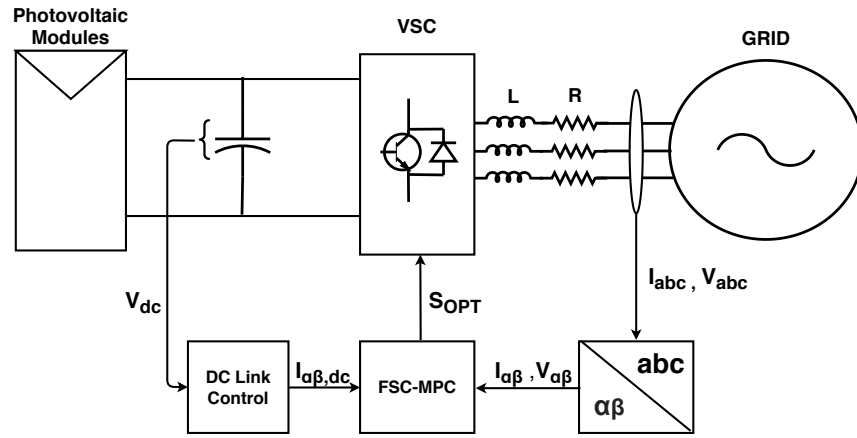 Photovoltaic
Modules
VSC
GRID
L
R
Vdc
SOPT
Iabc , Vabc
DC Link
Control
Iαβ,dc
FSC-MPC
Iαβ , Vαβ
abc
αβ